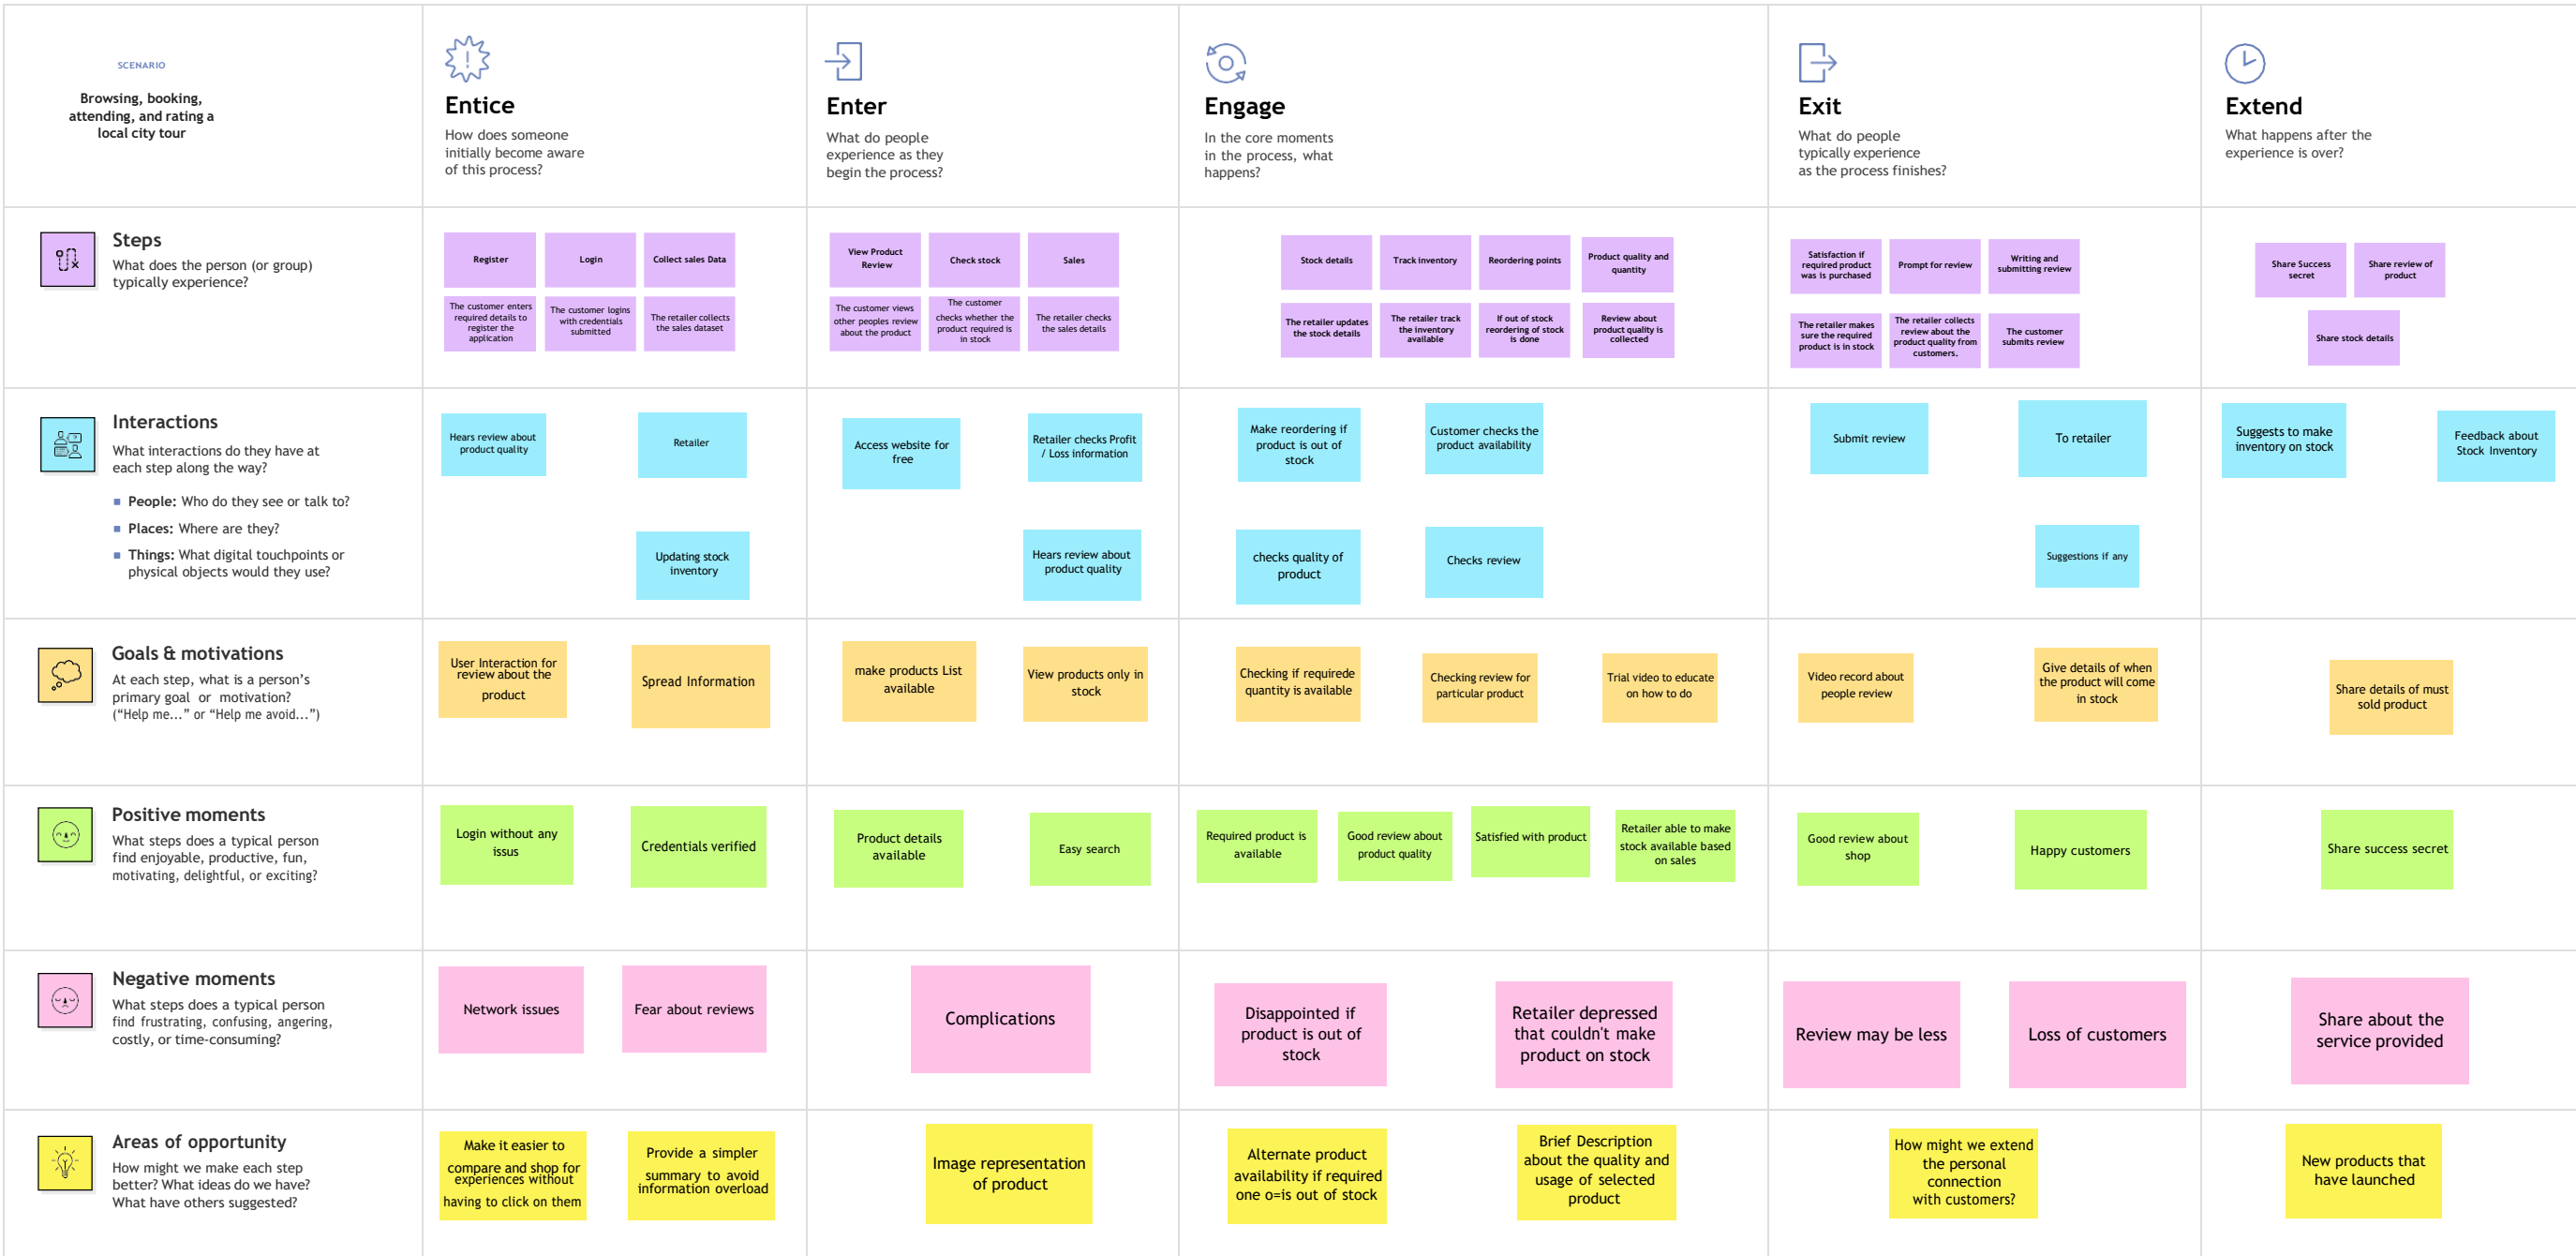 SCENARIO
Browsing, booking,
attending, and rating a
local city tour
Entice
How does someone
initially become aware
of this process?
Enter
What do people
experience as they
begin the process?
Engage
In the core moments
in the process, what
happens?
Exit
What do people
typically experience
as the process finishes?
Extend
What happens after the
experience is over?
Steps
What does the person (or group)
typically experience?
Register
Login
Collect sales Data
The customer enters
required details to
register the
application
The customer logins
with credentials
submitted
The retailer collects
the sales dataset
View Product
Review
Check stock
Sales
The customer views
other peoples review
about the product
The customer
checks whether the
product required is
in stock
The retailer checks
the sales details
Stock details
Track inventory
Reordering points
Product quality and
quantity
The retailer updates
the stock details
The retailer track
the inventory
available
If out of stock
reordering of stock
is done
Review about
product quality is
collected
Satisfaction if
required product
was is purchased
Prompt for review
Writing and
submitting review
The retailer makes
sure the required
product is in stock
The retailer collects
review about the
product quality from
customers.
The customer
submits review
Share Success
secret
Share review of
product
Share stock details
Interactions
What interactions do they have at
each step along the way?
People: Who do they see or talk to?
Places: Where are they?
Things: What digital touchpoints or
physical objects would they use?
Hears review about
product quality
Retailer
Updating stock
inventory
Access website for
free
Retailer checks Profit
/ Loss information
Hears review about
product quality
Make reordering if
product is out of
stock
Customer checks the
product availability
checks quality of
product
Checks review
Submit review
To retailer
Suggestions if any
Suggests to make
inventory on stock
Feedback about
Stock Inventory
Goals & motivations
At each step, what is a person's
primary goal or motivation?
("Help me..." or "Help me avoid...")
User Interaction for
review about the
product
Spread Information
make products List
available
View products only in
stock
Checking if requirede
quantity is available
Checking review for
particular product
Trial video to educate
on how to do
Video record about
people review
Give details of when
the product will come
in stock
Share details of must
sold product
Positive moments
What steps does a typical person
find enjoyable, productive, fun,
motivating, delightful, or exciting?
Login without any
issus
Credentials verified
Product details
available
Easy search
Required product is
available
Good review about
product quality
Satisfied with product
Retailer able to make
stock available based
on sales
Good review about
shop
Happy customers
Share success secret
Negative moments
What steps does a typical person
find frustrating, confusing, angering,
costly, or time-consuming?
Network issues
Fear about reviews
Complications
Disappointed if
product is out of
stock
Retailer depressed
that couldn't make
product on stock
Review may be less
Loss of customers
Share about the
service provided
Areas of opportunity
How might we make each step
better? What ideas do we have?
What have others suggested?
Make it easier to
compare and shop for
experiences without
having to click on them
Provide a simpler
summary to avoid
information overload
Image representation
of product
Alternate product
availability if required
one o=is out of stock
Brief Description
about the quality and
usage of selected
product
How might we extend
the personal
connection
with customers?
New products that
have launched